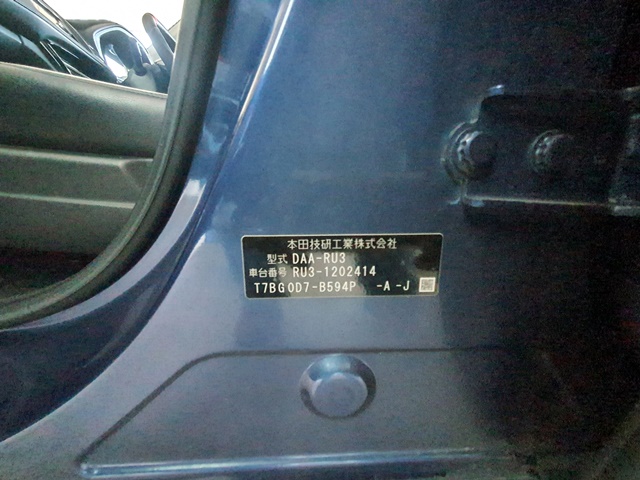 本田技研工業株式会社
型式 DAA-RU3
車台番号 RU3-1202414
T7BG0D7-B594P -A -J